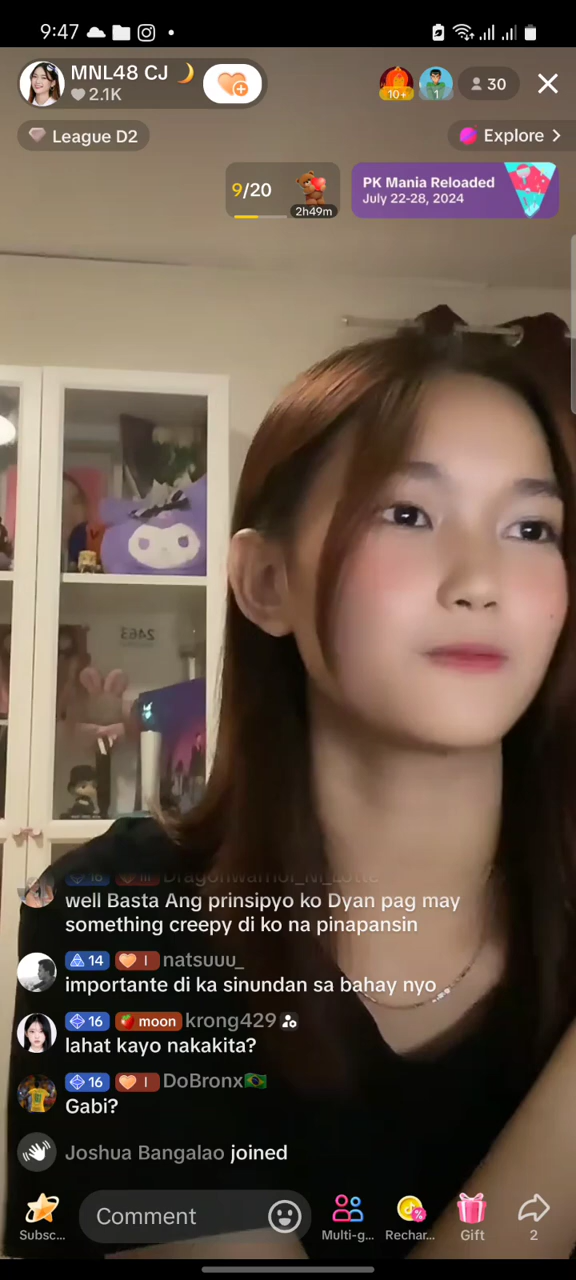 9:47
MNL48 CJ 🌙
2.1K
10+
1
30
League D2
Explore >
9/20
2h49m
PK Mania Reloaded
July 22-28, 2024
2463
16 III Dragonwarrior_Ni_Lotte
well Basta Ang prinsipyo ko Dyan pag may
something creepy di ko na pinapansin
14 I natsuuu_
importante di ka sinundan sa bahay nyo
16 moon krong429
lahat kayo nakakita?
16 I DoBronx🇧🇷
Gabi?
Joshua Bangalao joined
Comment
Subsc...
Multi-g...
Rechar...
Gift
2